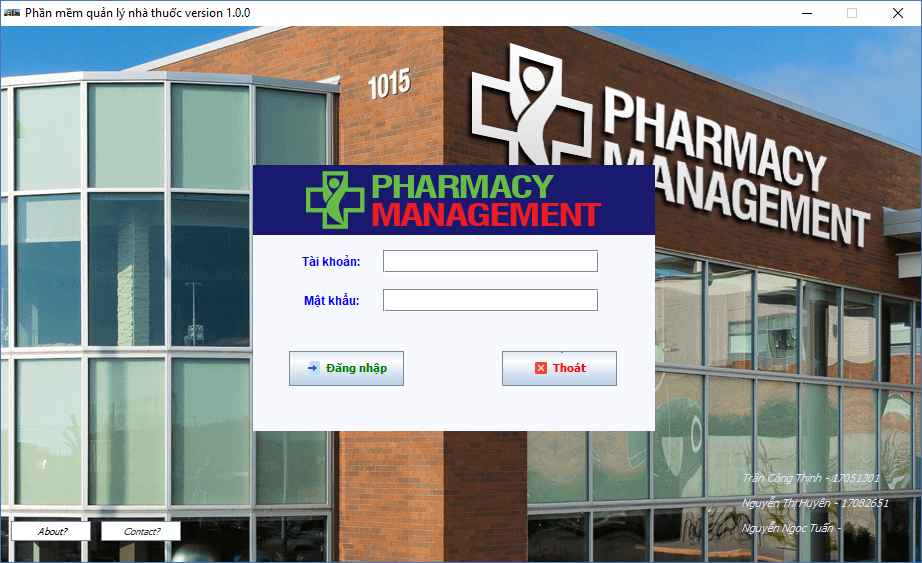 Phần mềm quản lý nhà thuốc version 1.0.0
1015
PHARMACY
MANAGEMENT
PHARMACY
MANAGEMENT
Tài khoản:
Mật khẩu:
Đăng nhập
Thoát
Trần Công Thịnh - 17051301
Nguyễn Thị Huyên - 17082651
Nguyễn Ngọc Tuấn -
About?
Contact?